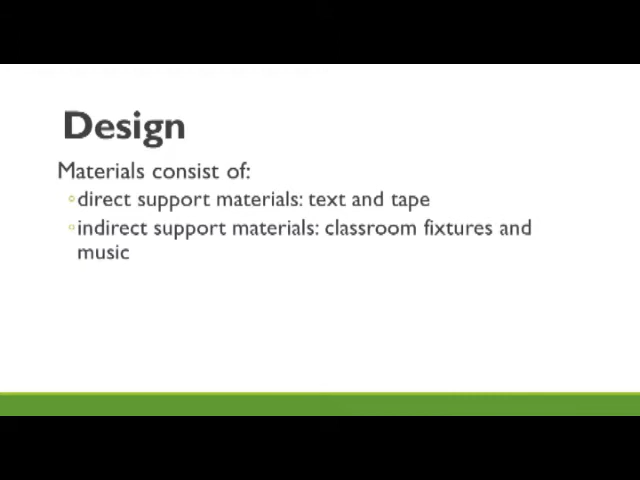 Design
Materials consist of:
◦direct support materials: text and tape
◦indirect support materials: classroom fixtures and
music